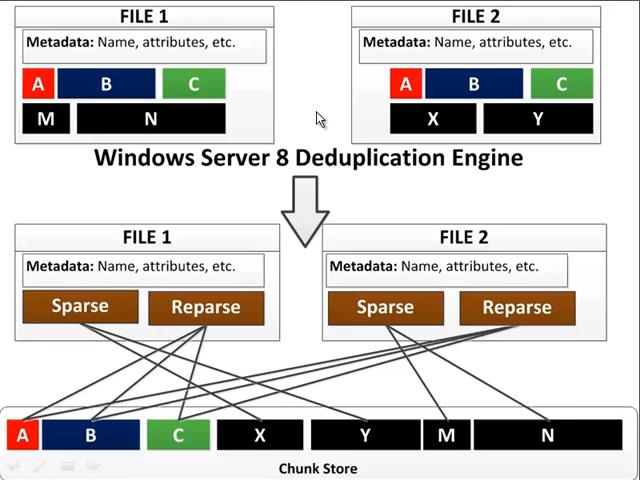 FILE 1
Metadata: Name, attributes, etc.
A B C
M N
FILE 2
Metadata: Name, attributes, etc.
A B C
X Y
Windows Server 8 Deduplication Engine
FILE 1
Metadata: Name, attributes, etc.
Sparse Reparse
FILE 2
Metadata: Name, attributes, etc.
Sparse Reparse
A B C X Y M N
Chunk Store